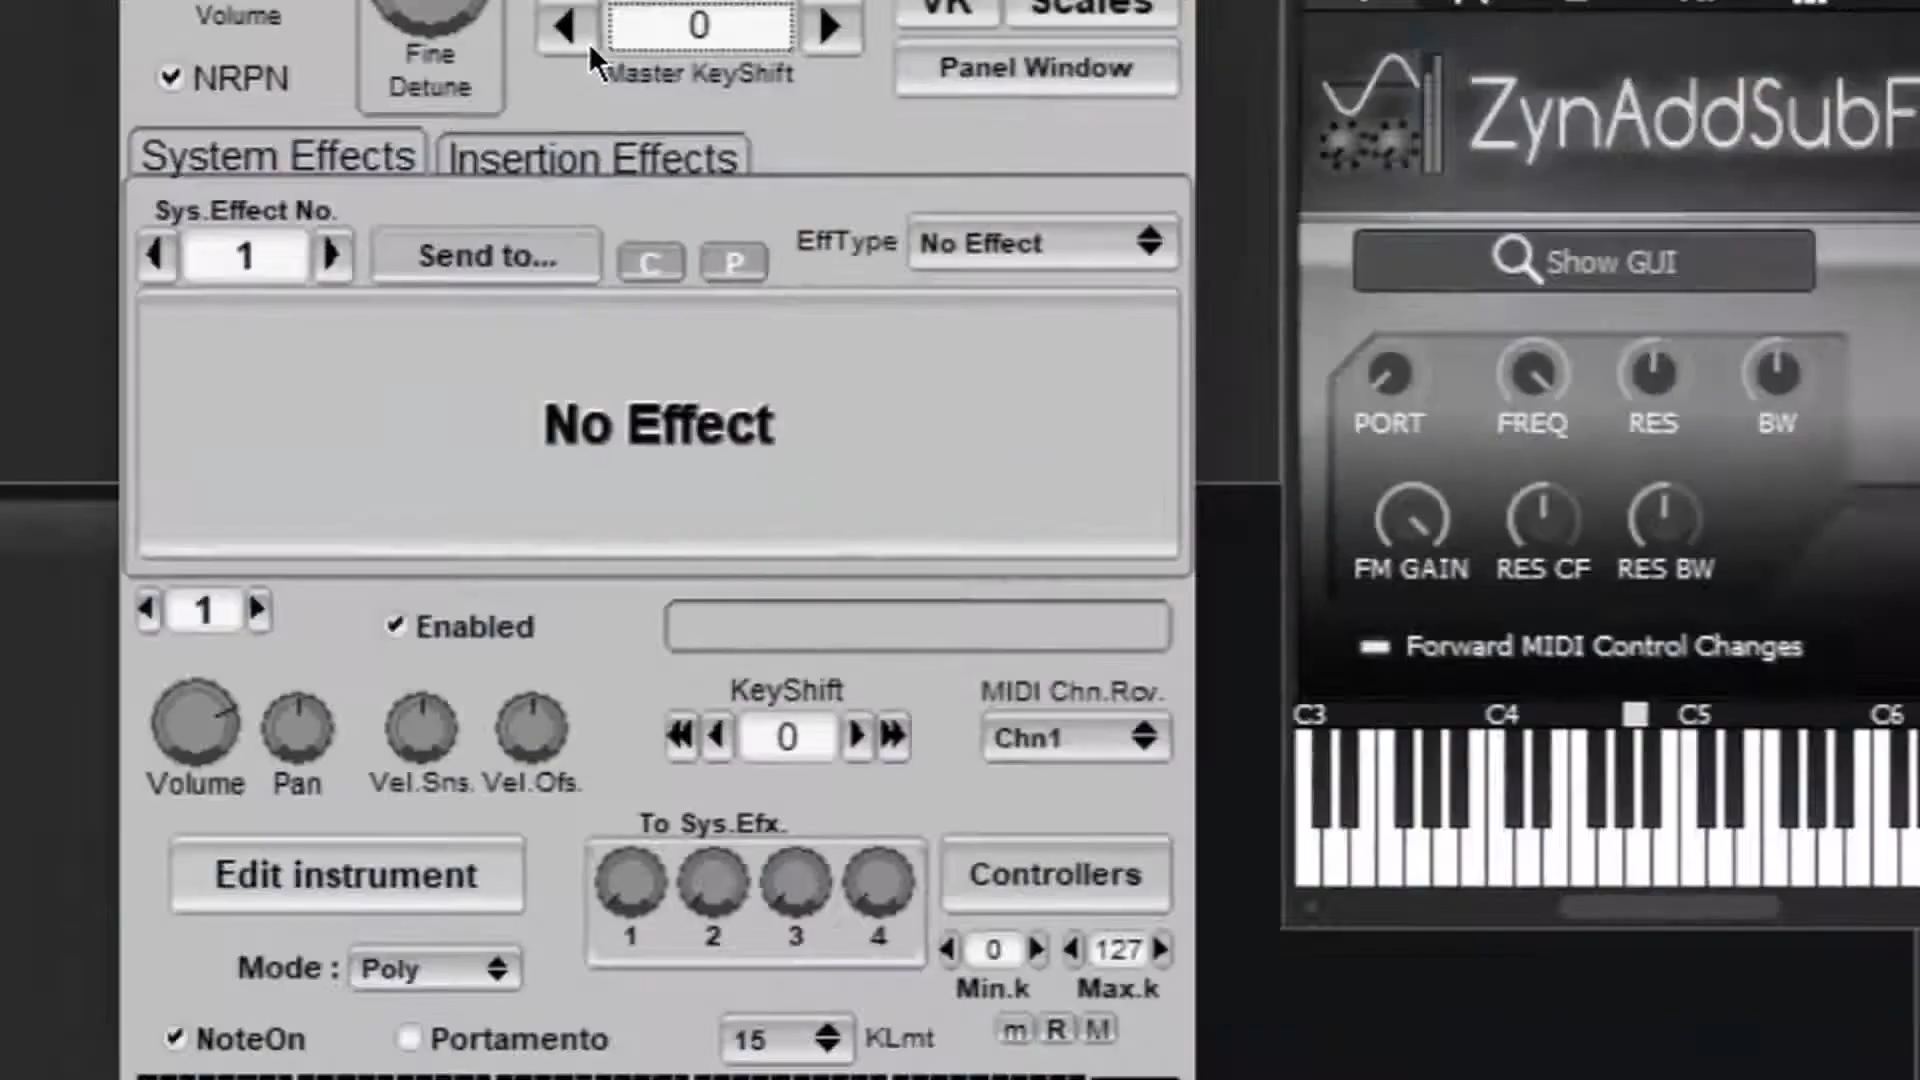 Volume
NRPN
Fine
Detune
0
Master KeyShift
VK
Scales
Panel Window
System Effects
Insertion Effects
Sys.Effect No.
1
Send to...
C
P
EffType
No Effect
No Effect
1
Enabled
Volume
Pan
Vel.Sns.
Vel.Ofs.
KeyShift
0
MIDI Chn.Rcv.
Chn1
Edit instrument
To Sys.Efx.
1
2
3
4
Controllers
Mode :
Poly
0
127
Min.k
Max.k
NoteOn
Portamento
15
KLmt
m
R
M
ZynAddSubF
Show GUI
PORT
FREQ
RES
BW
FM GAIN
RES CF
RES BW
Forward MIDI Control Changes
C3
C4
C5
C6